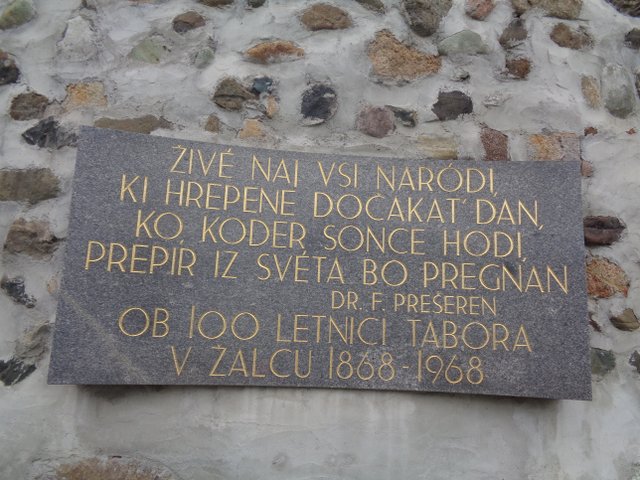 ŽIVÉ NAJ VSI NARÓDI,
KI HREPENE DOČAKAT' DAN,
KO, KODER SONCE HODI,
PREPIR IZ SVÉTA BO PREGNAN
DR. F. PREŠEREN
OB 100 LETNICI TABORA
V ŽALCU 1868-1968